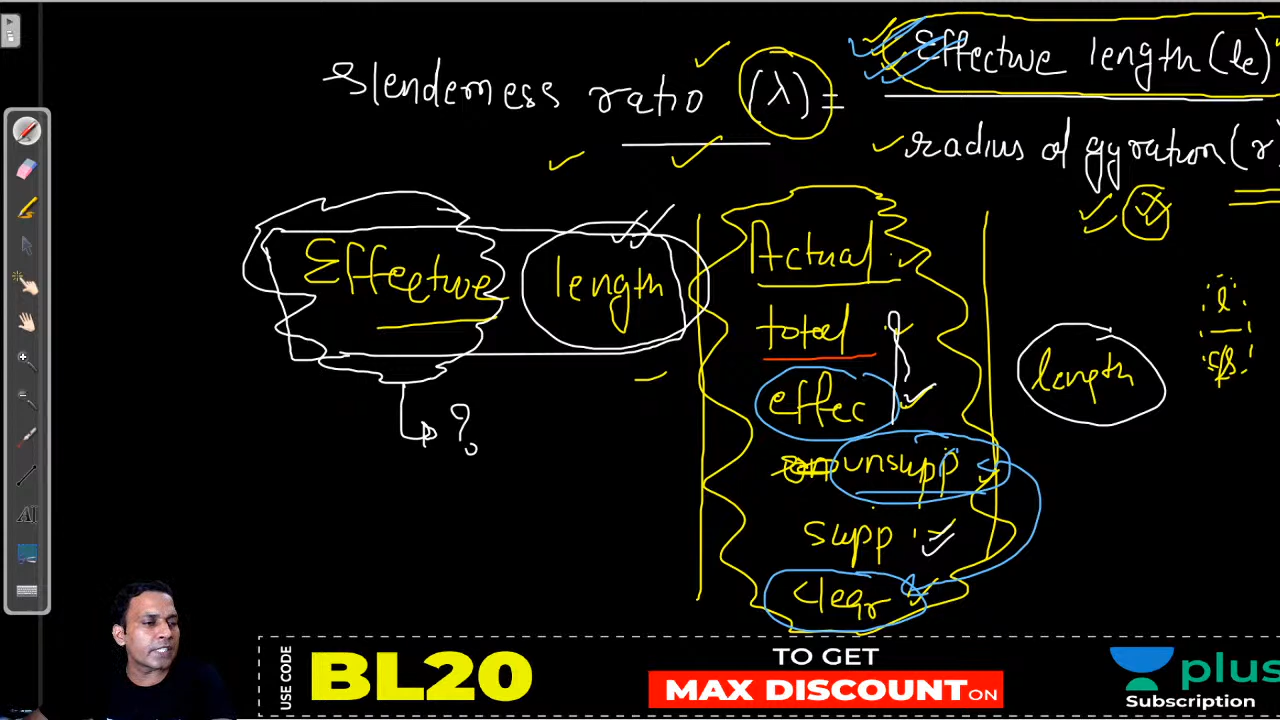 Slenderness ratio (λ) = Effective length (le)
radius of gyration (r)
Effective length
?
Actual
total
effec
unsupp
supp
clear
length
l
USE CODE
BL20
TO GET
MAX DISCOUNT ON
plus
Subscription
AI